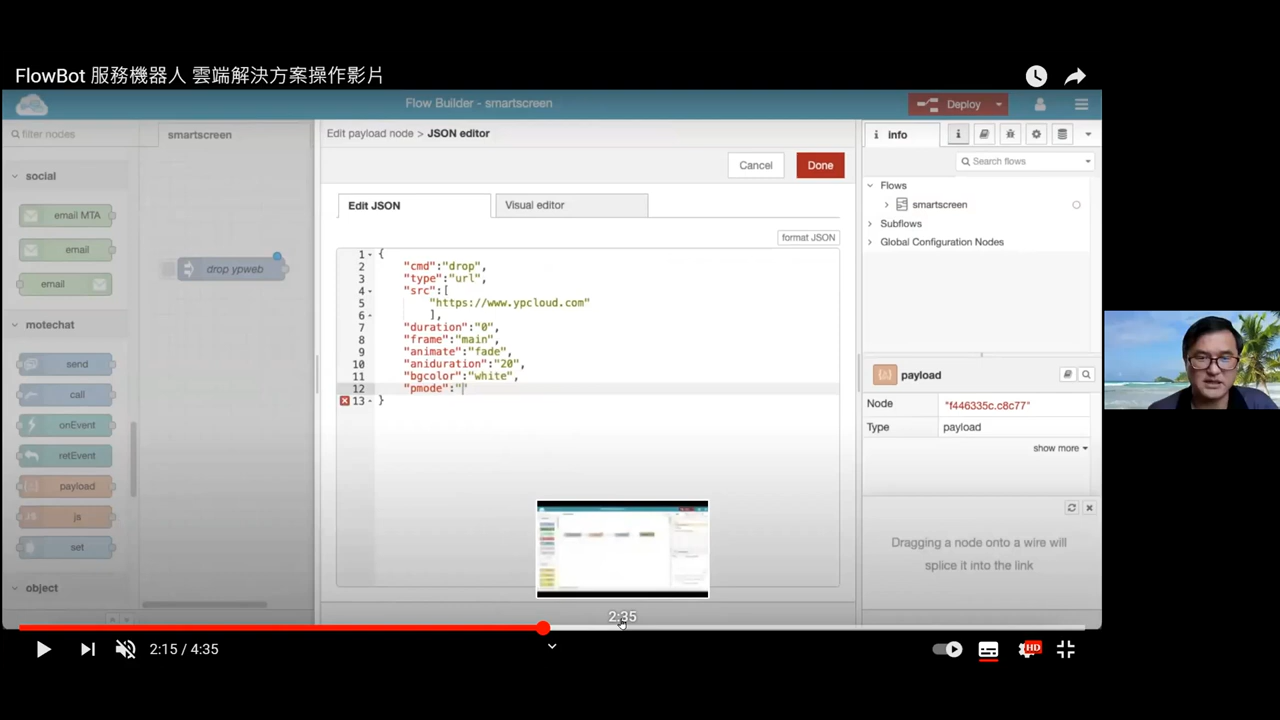 FlowBot 服務機器人 雲端解決方案操作影片
Flow Builder - smartscreen
Deploy
filter nodes
smartscreen
Edit payload node > JSON editor
i info
Search flows
Cancel
Done
social
Flows
smartscreen
Subflows
Global Configuration Nodes
Edit JSON
Visual editor
email MTA
email
email
drop ypweb
format JSON
1 {
2 "cmd":"drop",
3 "type":"url",
4 "src":[
5 "https://www.ypcloud.com"
6 ],
7 "duration":"0",
8 "frame":"main",
9 "animate":"fade",
10 "aniduration":"20",
11 "bgcolor":"white",
12 "pmode":""
13 }
motechat
send
call
onEvent
retEvent
payload
js
set
object
payload
Node "f446335c.c8c77"
Type payload
show more
Dragging a node onto a wire will
splice it into the link
2:35
2:15 / 4:35
HD